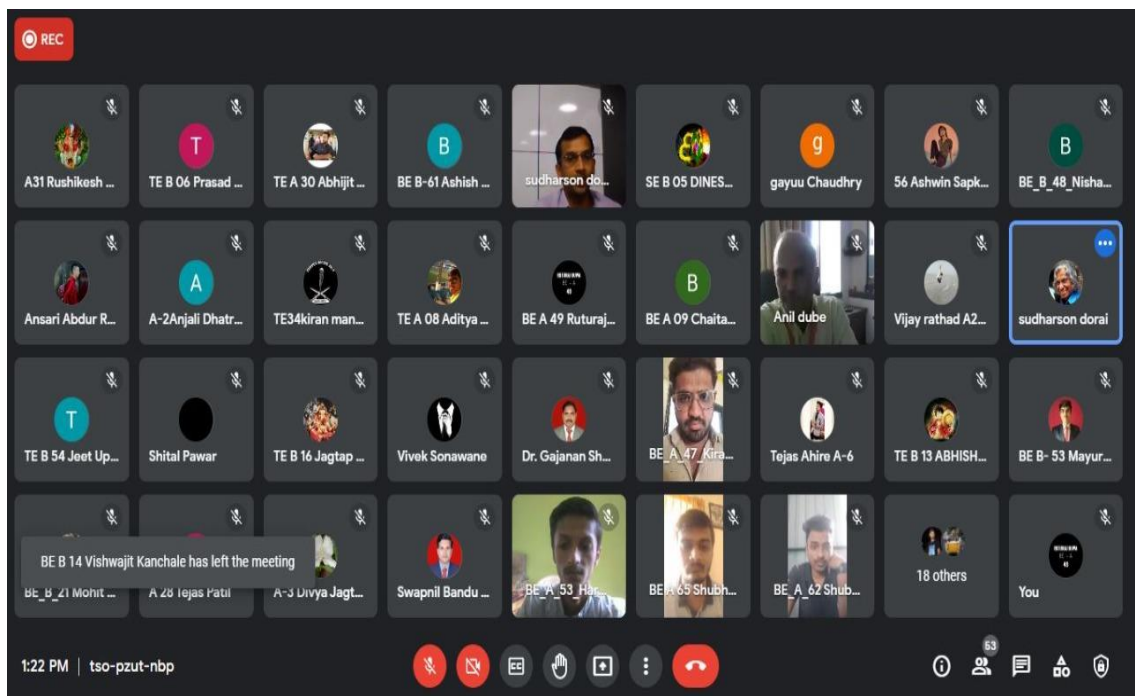 REC
A31 Rushikesh ...
TE B 06 Prasad ...
TE A 30 Abhijit ...
BE B-61 Ashish ...
sudharson do...
SE B 05 DINES...
gayuu Chaudhry
56 Ashwin Sapk...
BE_B_48_Nisha...
Ansari Abdur R...
A-2Anjali Dhatr...
TE34kiran man...
TE A 08 Aditya ...
BE A 49 Ruturaj...
BE A 09 Chaita...
Anil dube
Vijay rathad A2...
sudharson dorai
TE B 54 Jeet Up...
Shital Pawar
TE B 16 Jagtap ...
Vivek Sonawane
Dr. Gajanan Sh...
BE_A_47_Kira...
Tejas Ahire A-6
TE B 13 ABHISH...
BE B- 53 Mayur...
BE B 14 Vishwajit Kanchale has left the meeting
BE_B_21 Mohit ...
A 28 Tejas Patil
A-3 Divya Jagt...
Swapnil Bandu ...
BE_A_53_Har...
BE A 65 Shubh...
BE_A_62 Shub...
18 others
You
1:22 PM | tso-pzut-nbp
CC
53
T
B
g
B
A
B
T